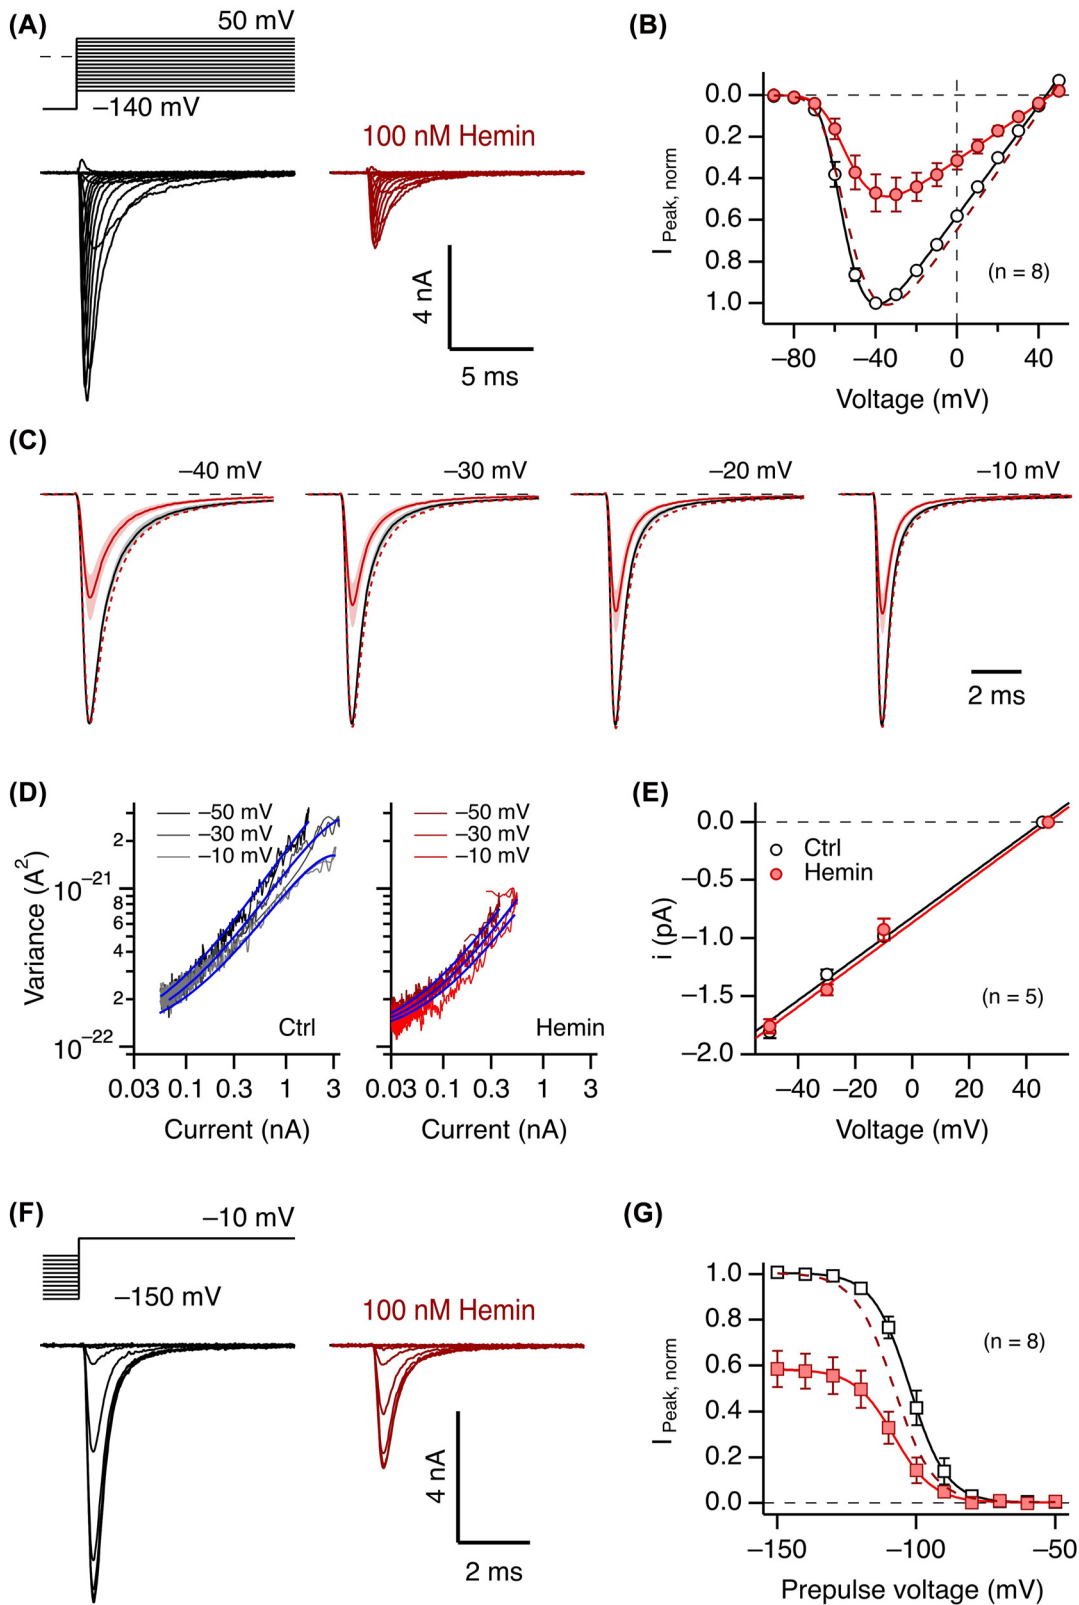 (A)
50 mV
–140 mV
100 nM Hemin
4 nA
5 ms
(B)
0.0
0.2
0.4
0.6
0.8
1.0
I Peak, norm
(n = 8)
–80
–40
0
40
Voltage (mV)
(C)
–40 mV
–30 mV
–20 mV
–10 mV
2 ms
(D)
–50 mV
–30 mV
–10 mV
2
10–21
8
6
4
2
10–22
Variance (A2)
Ctrl
0.03
0.1
0.3
1
3
Current (nA)
–50 mV
–30 mV
–10 mV
Hemin
0.03
0.1
0.3
1
3
Current (nA)
(E)
0.0
–0.5
–1.0
–1.5
–2.0
i (pA)
Ctrl
Hemin
(n = 5)
–40
–20
0
20
40
Voltage (mV)
(F)
–10 mV
–150 mV
100 nM Hemin
4 nA
2 ms
(G)
1.0
0.8
0.6
0.4
0.2
0.0
I Peak, norm
(n = 8)
–150
–100
–50
Prepulse voltage (mV)